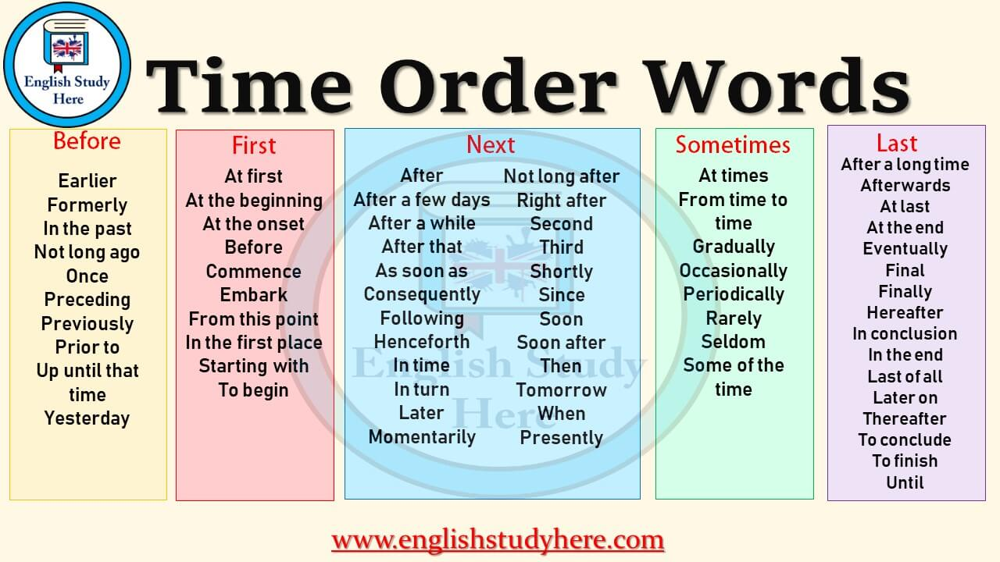 English Study
Here
Time Order Words
Before
Earlier
Formerly
In the past
Not long ago
Once
Preceding
Previously
Prior to
Up until that
time
Yesterday
First
At first
At the beginning
At the onset
Before
Commence
Embark
From this point
In the first place
Starting with
To begin
Next
After
After a few days
After a while
After that
As soon as
Consequently
Following
Henceforth
In time
In turn
Later
Momentarily
Not long after
Right after
Second
Third
Shortly
Since
Soon
Soon after
Then
Tomorrow
When
Presently
English Study
Here
Sometimes
At times
From time to
time
Gradually
Occasionally
Periodically
Rarely
Seldom
Some of the
time
Last
After a long time
Afterwards
At last
At the end
Eventually
Final
Finally
Hereafter
In conclusion
In the end
Last of all
Later on
Thereafter
To conclude
To finish
Until
www.englishstudyhere.com